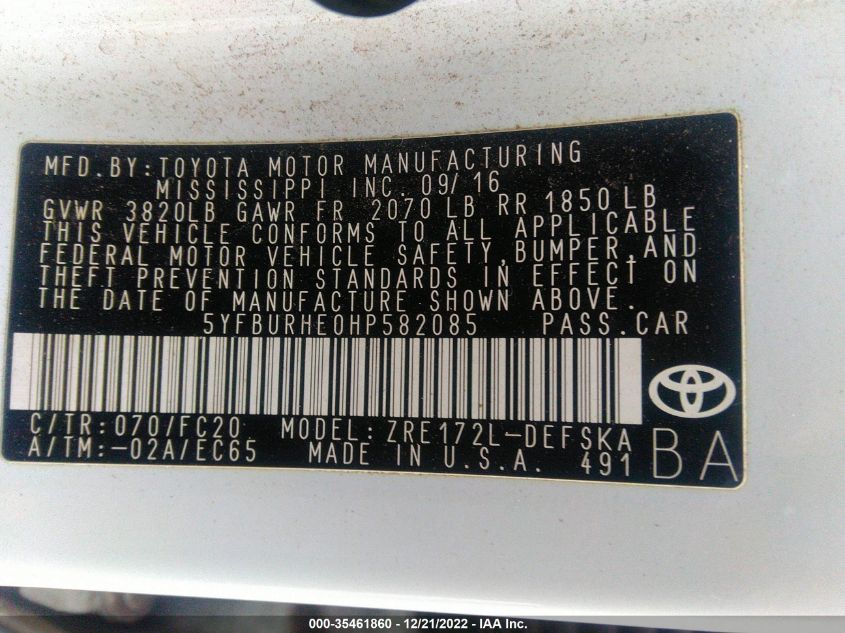 MFD.BY:TOYOTA MOTOR MANUFACTURING
MISSISSIPPI INC. 09/16
GVWR 3820LB GAWR FR 2070 LB RR 1850 LB
THIS VEHICLE CONFORMS TO ALL APPLICABLE
FEDERAL MOTOR VEHICLE SAFETY,BUMPER,AND
THEFT PREVENTION STANDARDS IN EFFECT ON
THE DATE OF MANUFACTURE SHOWN ABOVE.
5YFBURHE0HP582085 PASS.CAR
C/TR:070/FC20 MODEL:ZRE172L-DEFSKA
A/TM:-02A/EC65 MADE IN U.S.A. 491
BA
000-35461860 - 12/21/2022 - IAA Inc.